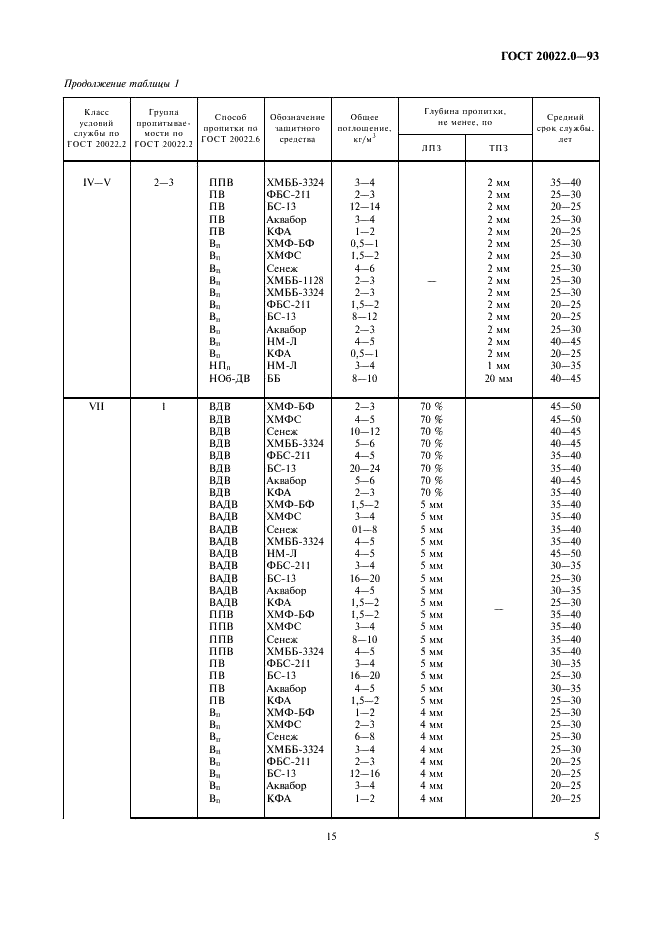 ГОСТ 20022.0—93
Продолжение таблицы 1
Класс условий службы по ГОСТ 20022.2 Группа пропитывае- мости по ГОСТ 20022.2 Способ пропитки по ГОСТ 20022.6 Обозначение защитного средства Общее поглощение, кг/м³ Глубина пропитки, не менее, по ЛПЗ ТПЗ Средний срок службы, лет
IV—V 2—3 ППВ ХМББ-3324 3—4 2 мм 35—40
ПВ ФБС-211 2—3 2 мм 25—30
ПВ БС-13 12—14 2 мм 20—25
ПВ Аквабор 3—4 2 мм 25—30
ПВ КФА 1—2 2 мм 20—25
Вп ХМФ-БФ 0,5—1 2 мм 25—30
Вп ХМФС 1,5—2 2 мм 25—30
Вп Сенеж 4—6 2 мм 25—30
Вп ХМББ-1128 2—3 — 2 мм 25—30
Вп ХМББ-3324 2—3 2 мм 25—30
Вп ФБС-211 1,5—2 2 мм 20—25
Вп БС-13 8—12 2 мм 20—25
Вп Аквабор 2—3 2 мм 25—30
Вп НМ-Л 4—5 2 мм 40—45
Вп КФА 0,5—1 2 мм 20—25
НПп НМ-Л 3—4 1 мм 30—35
НОб-ДВ ББ 8—10 20 мм 40—45
VII 1 ВДВ ХМФ-БФ 2—3 70 % 45—50
ВДВ ХМФС 4—5 70 % 45—50
ВДВ Сенеж 10—12 70 % 40—45
ВДВ ХМББ-3324 5—6 70 % 40—45
ВДВ ФБС-211 4—5 70 % 35—40
ВДВ БС-13 20—24 70 % 35—40
ВДВ Аквабор 5—6 70 % 40—45
ВДВ КФА 2—3 70 % 35—40
ВАДВ ХМФ-БФ 1,5—2 5 мм 35—40
ВАДВ ХМФС 3—4 5 мм 35—40
ВАДВ Сенеж 01—8 5 мм 35—40
ВАДВ ХМББ-3324 4—5 5 мм 35—40
ВАДВ НМ-Л 4—5 5 мм 45—50
ВАДВ ФБС-211 3—4 5 мм 30—35
ВАДВ БС-13 16—20 5 мм 25—30
ВАДВ Аквабор 4—5 5 мм 30—35
ВАДВ КФА 1,5—2 5 мм — 25—30
ППВ ХМФ-БФ 1,5—2 5 мм 35—40
ППВ ХМФС 3—4 5 мм 35—40
ППВ Сенеж 8—10 5 мм 35—40
ППВ ХМББ-3324 4—5 5 мм 35—40
ПВ ФБС-211 3—4 5 мм 30—35
ПВ БС-13 16—20 5 мм 25—30
ПВ Аквабор 4—5 5 мм 30—35
ПВ КФА 1,5—2 5 мм 25—30
Вп ХМФ-БФ 1—2 4 мм 25—30
Вп ХМФС 2—3 4 мм 25—30
Вп Сенеж 6—8 4 мм 25—30
Вп ХМББ-3324 3—4 4 мм 25—30
Вп ФБС-211 2—3 4 мм 20—25
Вп БС-13 12—16 4 мм 20—25
Вп Аквабор 3—4 4 мм 20—25
Вп КФА 1—2 4 мм 20—25
15 5